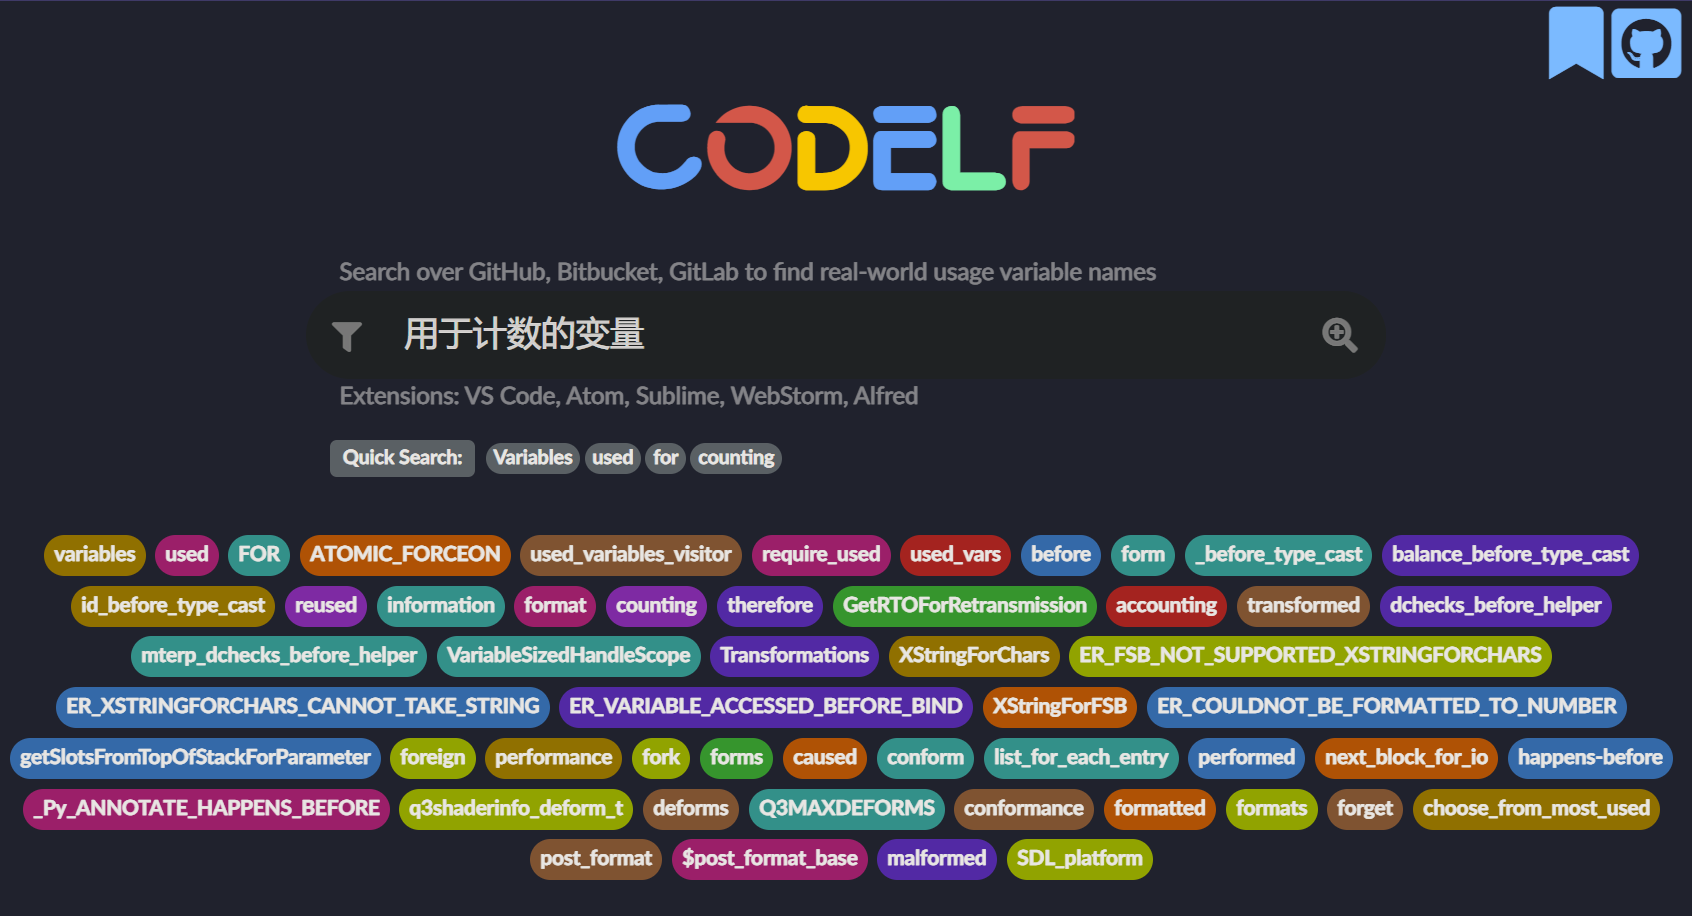 CODELF
Search over GitHub, Bitbucket, GitLab to find real-world usage variable names
用于计数的变量
Extensions: VS Code, Atom, Sublime, WebStorm, Alfred
Quick Search: Variables used for counting
variables used FOR ATOMIC_FORCEON used_variables_visitor require_used used_vars before form _before_type_cast balance_before_type_cast
id_before_type_cast reused information format counting therefore GetRTOForRetransmission accounting transformed dchecks_before_helper
mterp_dchecks_before_helper VariableSizedHandleScope Transformations XStringForChars ER_FSB_NOT_SUPPORTED_XSTRINGFORCHARS
ER_XSTRINGFORCHARS_CANNOT_TAKE_STRING ER_VARIABLE_ACCESSED_BEFORE_BIND XStringForFSB ER_COULDNOT_BE_FORMATTED_TO_NUMBER
getSlotsFromTopOfStackForParameter foreign performance fork forms caused conform list_for_each_entry performed next_block_for_io happens-before
_Py_ANNOTATE_HAPPENS_BEFORE q3shaderinfo_deform_t deforms Q3MAXDEFORMS conformance formatted formats forget choose_from_most_used
post_format $post_format_base malformed SDL_platform